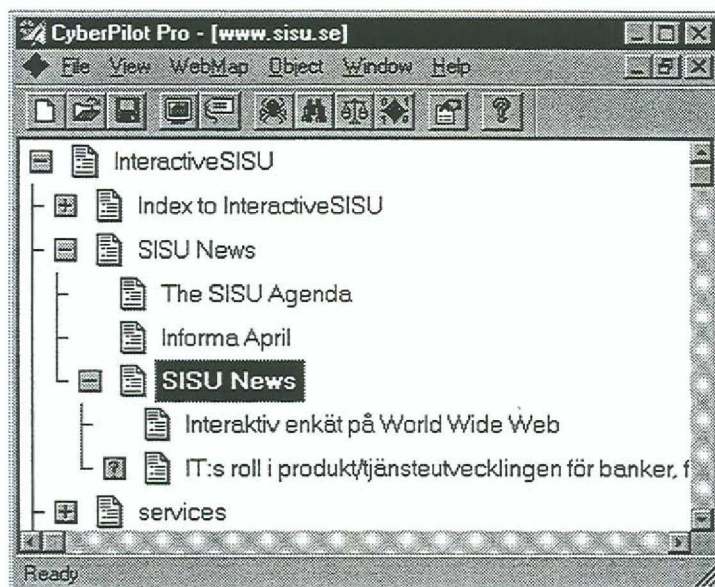 CyberPilot Pro - [www.sisu.se]
File View WebMap Object Window Help
InteractiveSISU
Index to InteractiveSISU
SISU News
The SISU Agenda
Informa April
SISU News
Interaktiv enkät på World Wide Web
IT:s roll i produkt/tjänsteutvecklingen för banker, f
services
Ready